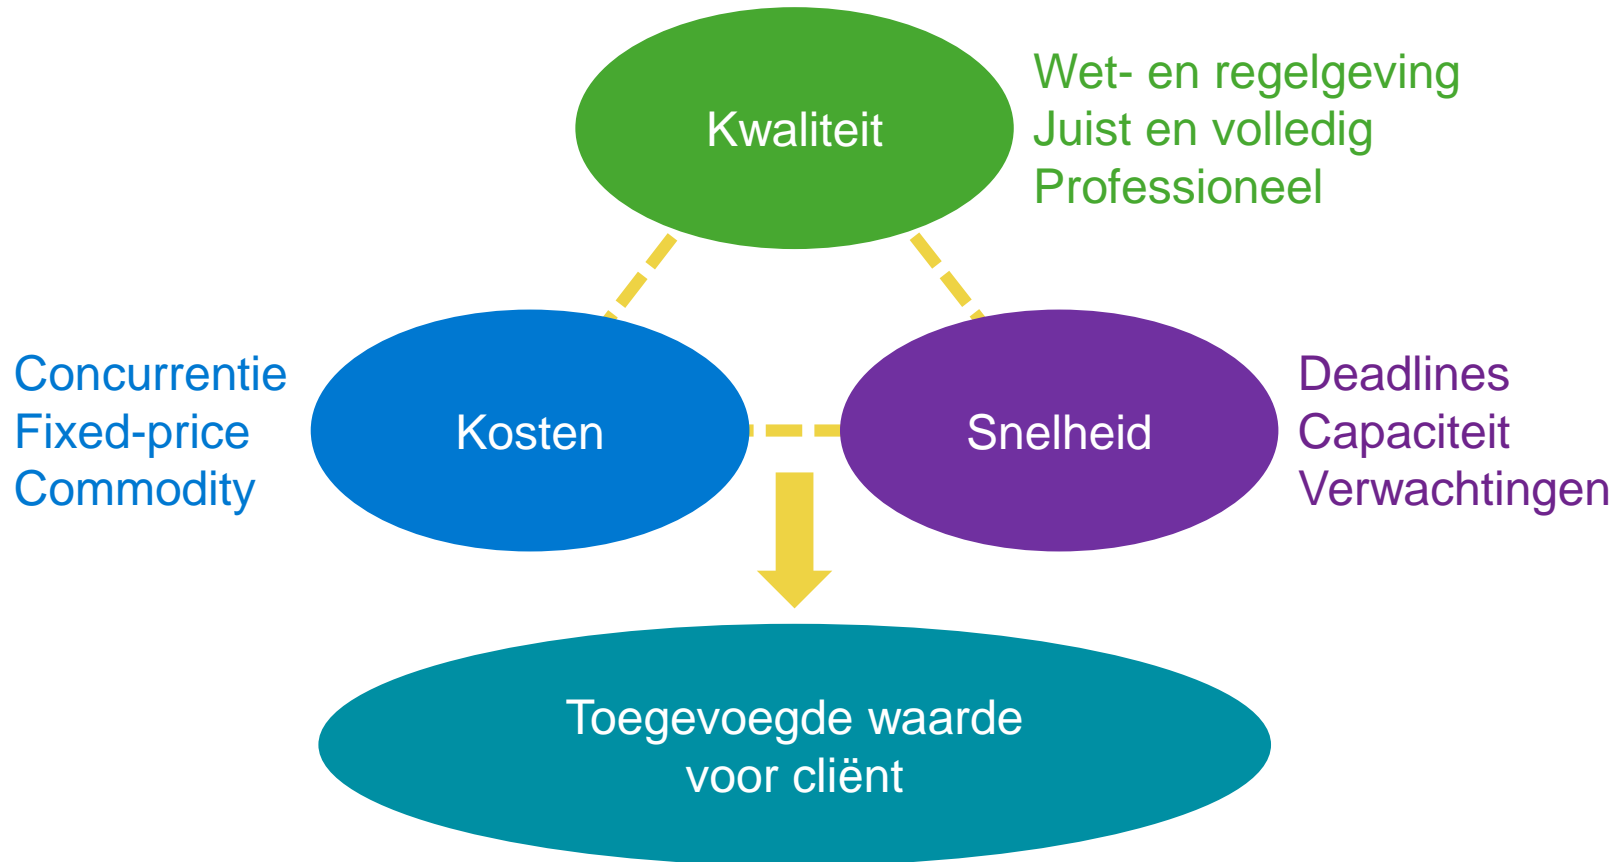 Kwaliteit
Wet- en regelgeving
Juist en volledig
Professioneel
Concurrentie
Fixed-price
Commodity
Kosten
Snelheid
Deadlines
Capaciteit
Verwachtingen
Toegevoegde waarde
voor cliënt